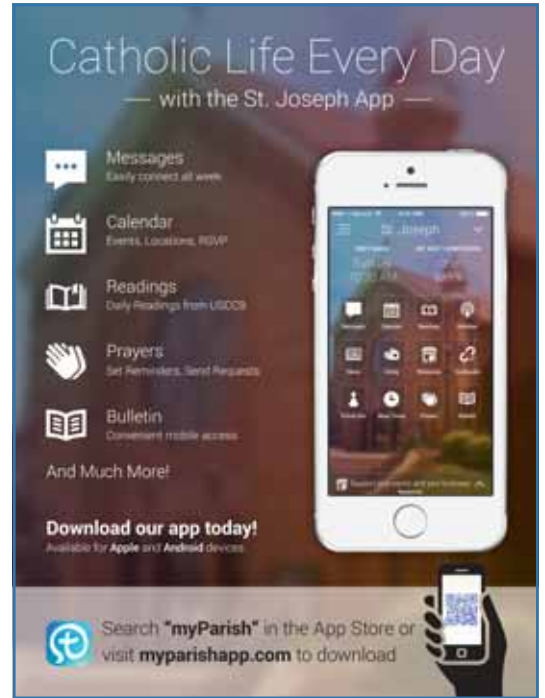 Catholic Life Every Day
with the St. Joseph App
Messages
Easily connect all week
Calendar
Events, Locations, RSVP
Readings
Daily Readings from USCCB
Prayers
Set Reminders, Send Requests
Bulletin
Convenient mobile access
And Much More!
Download our app today!
Available for Apple and Android devices
St. Joseph
Search "myParish" in the App Store or
visit myparishapp.com to download